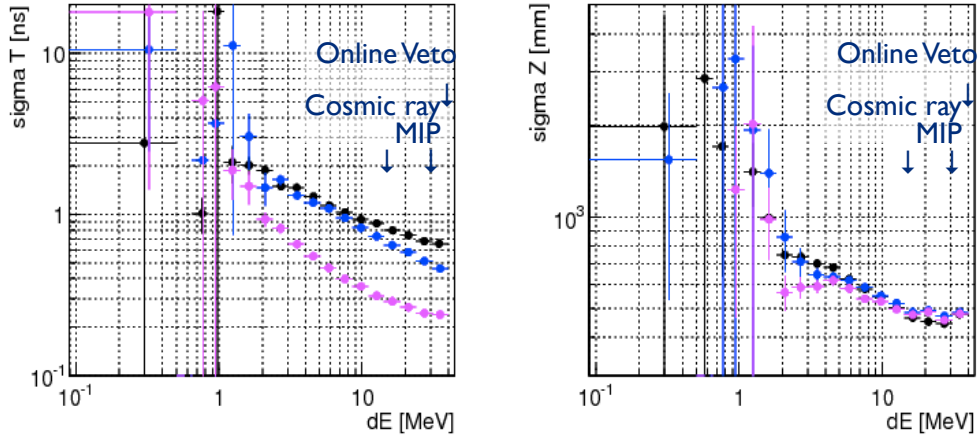 sigma T [ns]
10
1
10-1
10-1
1
10
dE [MeV]
Online Veto
Cosmic ray
MIP
sigma Z [mm]
10³
10-1
1
10
dE [MeV]
Online Veto
Cosmic ray
MIP